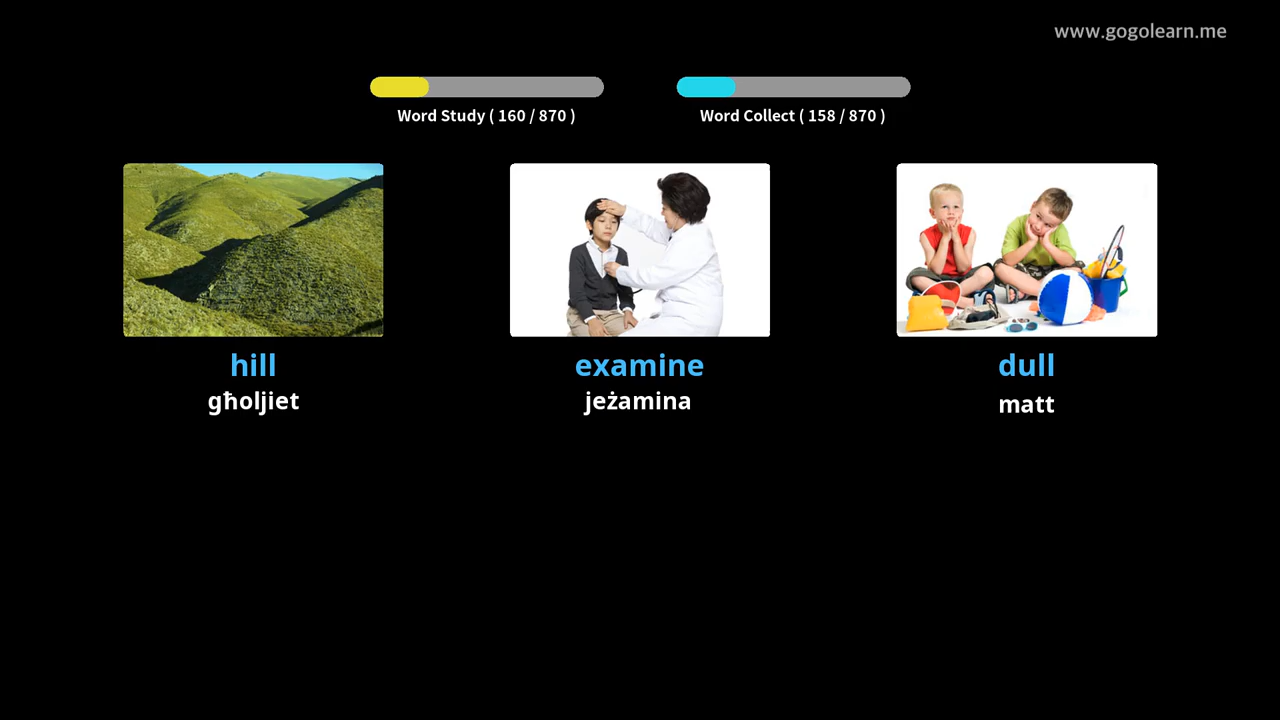 www.gogolearn.me
Word Study ( 160 / 870 )
Word Collect ( 158 / 870 )
hill
għoljiet
examine
jeżamina
dull
matt